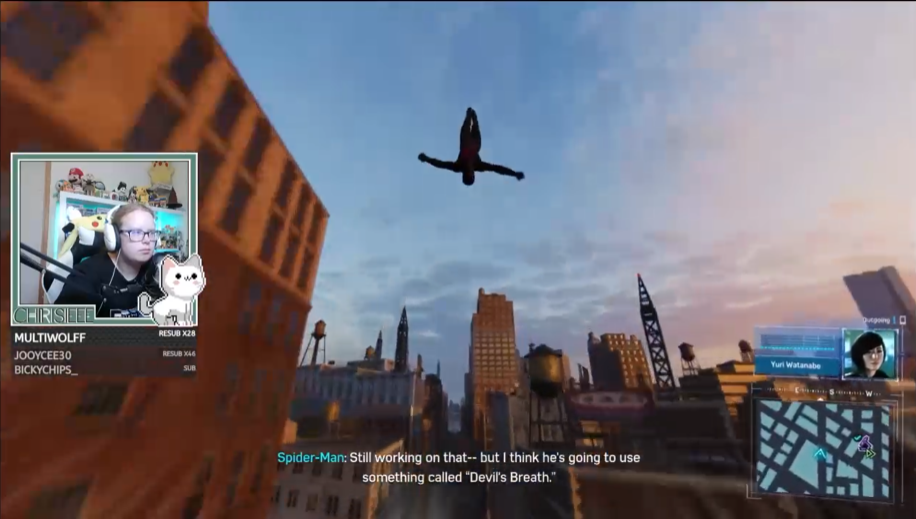 CHRISIEEE
MULTIWOLFF RESUB X28
JOOYCEE30 RESUB X46
BICKYCHIPS_ SUB
Outgoing
Yuri Watanabe
S W
Spider-Man: Still working on that-- but I think he's going to use
something called "Devil's Breath."